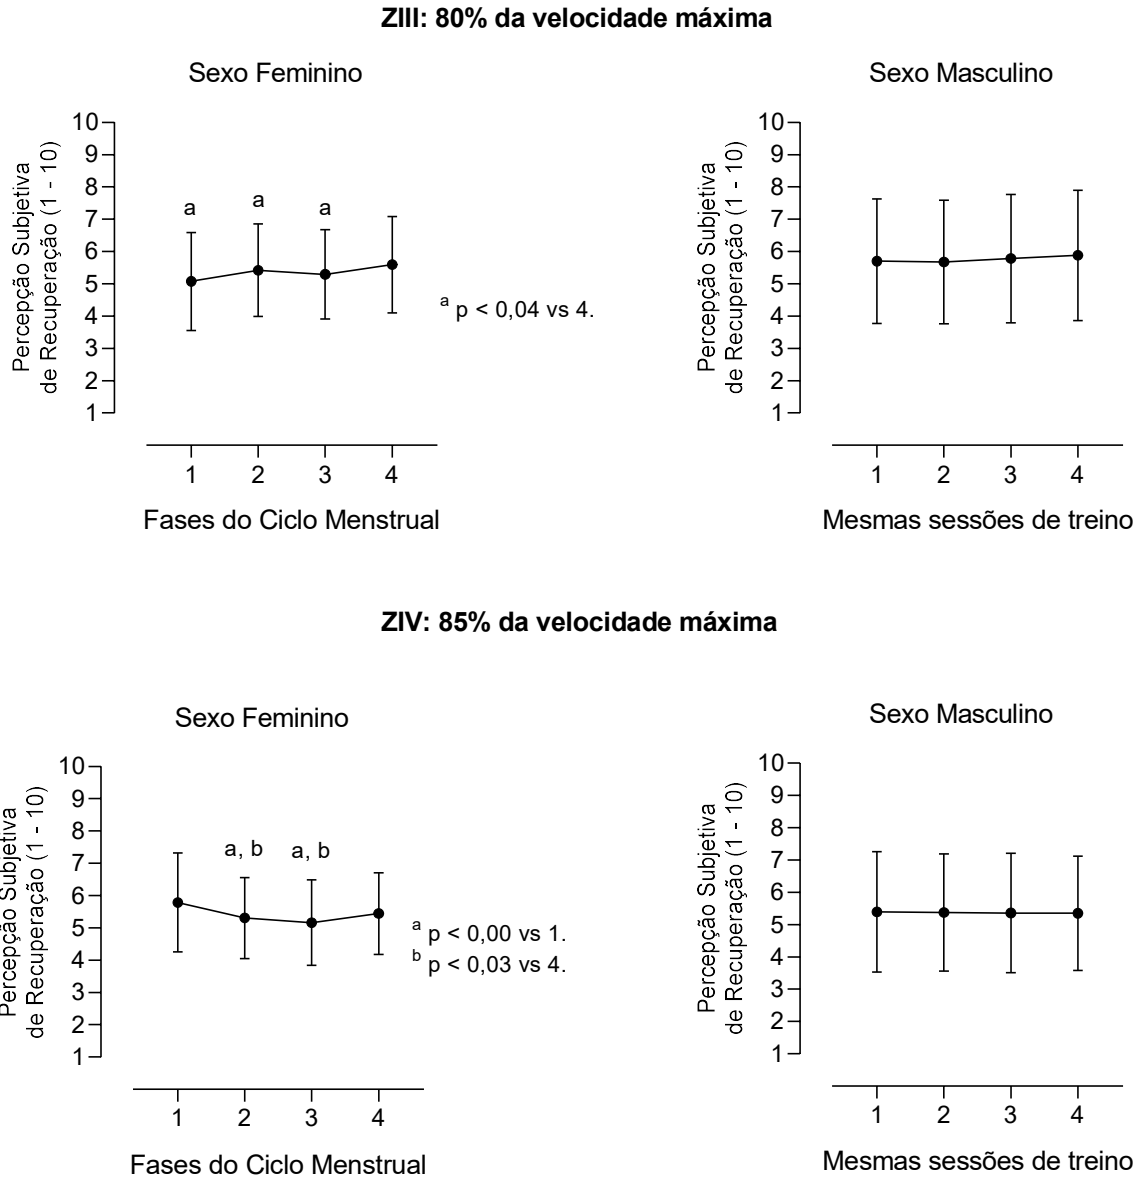 ZIII: 80% da velocidade máxima
Sexo Feminino
Percepção Subjetiva
de Recuperação (1 - 10)
10
9
8
7
6
5
4
3
2
1
a a a
a p < 0,04 vs 4.
1 2 3 4
Fases do Ciclo Menstrual
Sexo Masculino
Percepção Subjetiva
de Recuperação (1 - 10)
10
9
8
7
6
5
4
3
2
1
1 2 3 4
Mesmas sessões de treino
ZIV: 85% da velocidade máxima
Sexo Feminino
Percepção Subjetiva
de Recuperação (1 - 10)
10
9
8
7
6
5
4
3
2
1
a, b a, b
a p < 0,00 vs 1.
b p < 0,03 vs 4.
1 2 3 4
Fases do Ciclo Menstrual
Sexo Masculino
Percepção Subjetiva
de Recuperação (1 - 10)
10
9
8
7
6
5
4
3
2
1
1 2 3 4
Mesmas sessões de treino